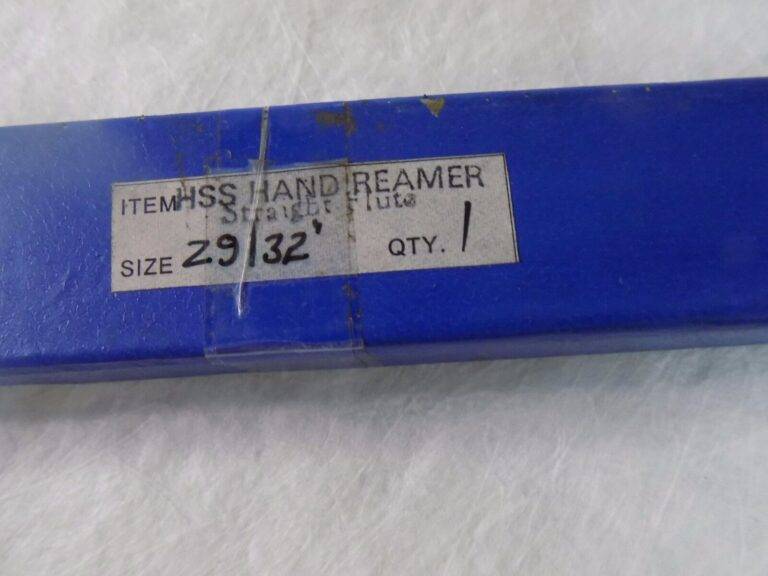 ITEM HSS HAND REAMER
Straight Flute
SIZE 29/32" QTY. 1